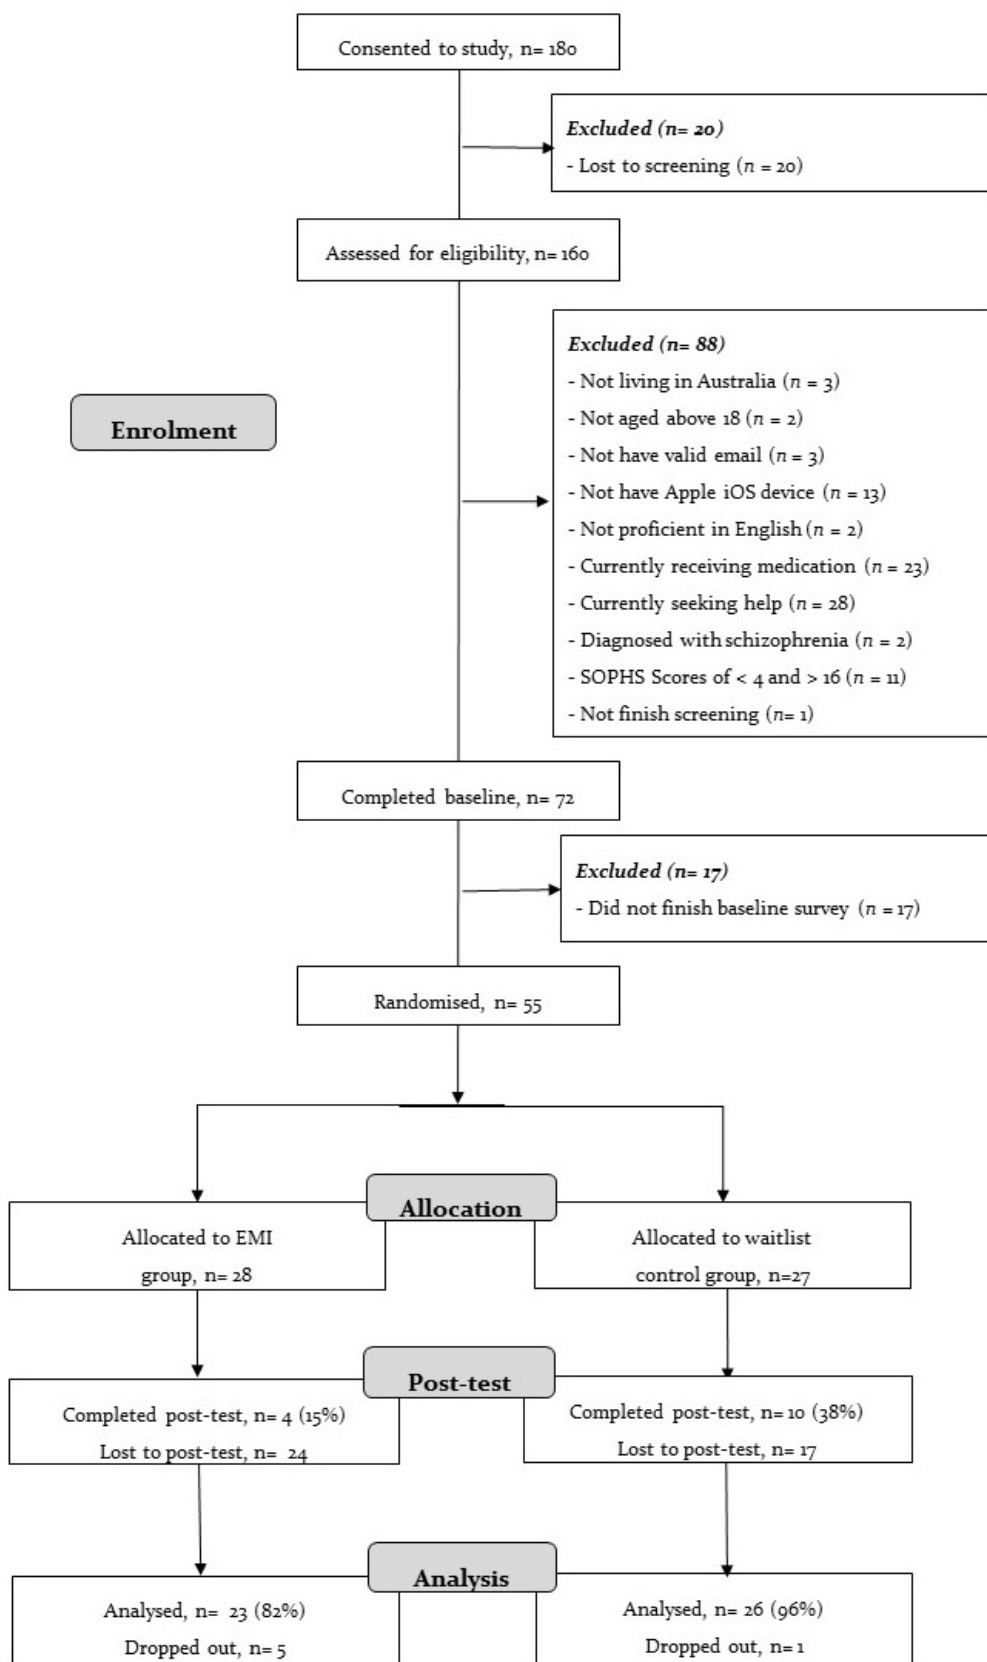 Consented to study, n= 180
Excluded (n= 20)
- Lost to screening (n = 20)
Assessed for eligibility, n= 160
Excluded (n= 88)
- Not living in Australia (n = 3)
- Not aged above 18 (n = 2)
- Not have valid email (n = 3)
- Not have Apple iOS device (n = 13)
- Not proficient in English (n = 2)
- Currently receiving medication (n = 23)
- Currently seeking help (n = 28)
- Diagnosed with schizophrenia (n = 2)
- SOPHS Scores of < 4 and > 16 (n = 11)
- Not finish screening (n= 1)
Enrolment
Completed baseline, n= 72
Excluded (n= 17)
- Did not finish baseline survey (n = 17)
Randomised, n= 55
Allocation
Allocated to EMI
group, n= 28
Allocated to waitlist
control group, n=27
Post-test
Completed post-test, n= 4 (15%)
Lost to post-test, n= 24
Completed post-test, n= 10 (38%)
Lost to post-test, n= 17
Analysis
Analysed, n= 23 (82%)
Dropped out, n= 5
Analysed, n= 26 (96%)
Dropped out, n= 1